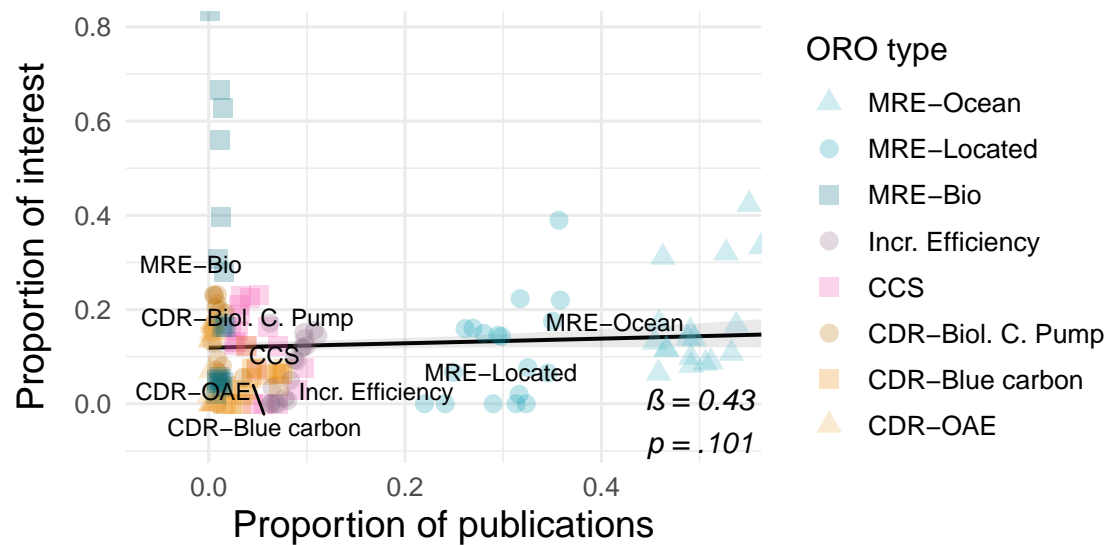 0.8
0.6
0.4
0.2
0.0
Proportion of interest
MRE−Bio
CDR−Biol. C. Pump
CCS
CDR−OAE
CDR−Blue carbon
Incr. Efficiency
MRE−Located
MRE−Ocean
ß = 0.43
p = .101
0.0
0.2
0.4
Proportion of publications
ORO type
MRE−Ocean
MRE−Located
MRE−Bio
Incr. Efficiency
CCS
CDR−Biol. C. Pump
CDR−Blue carbon
CDR−OAE